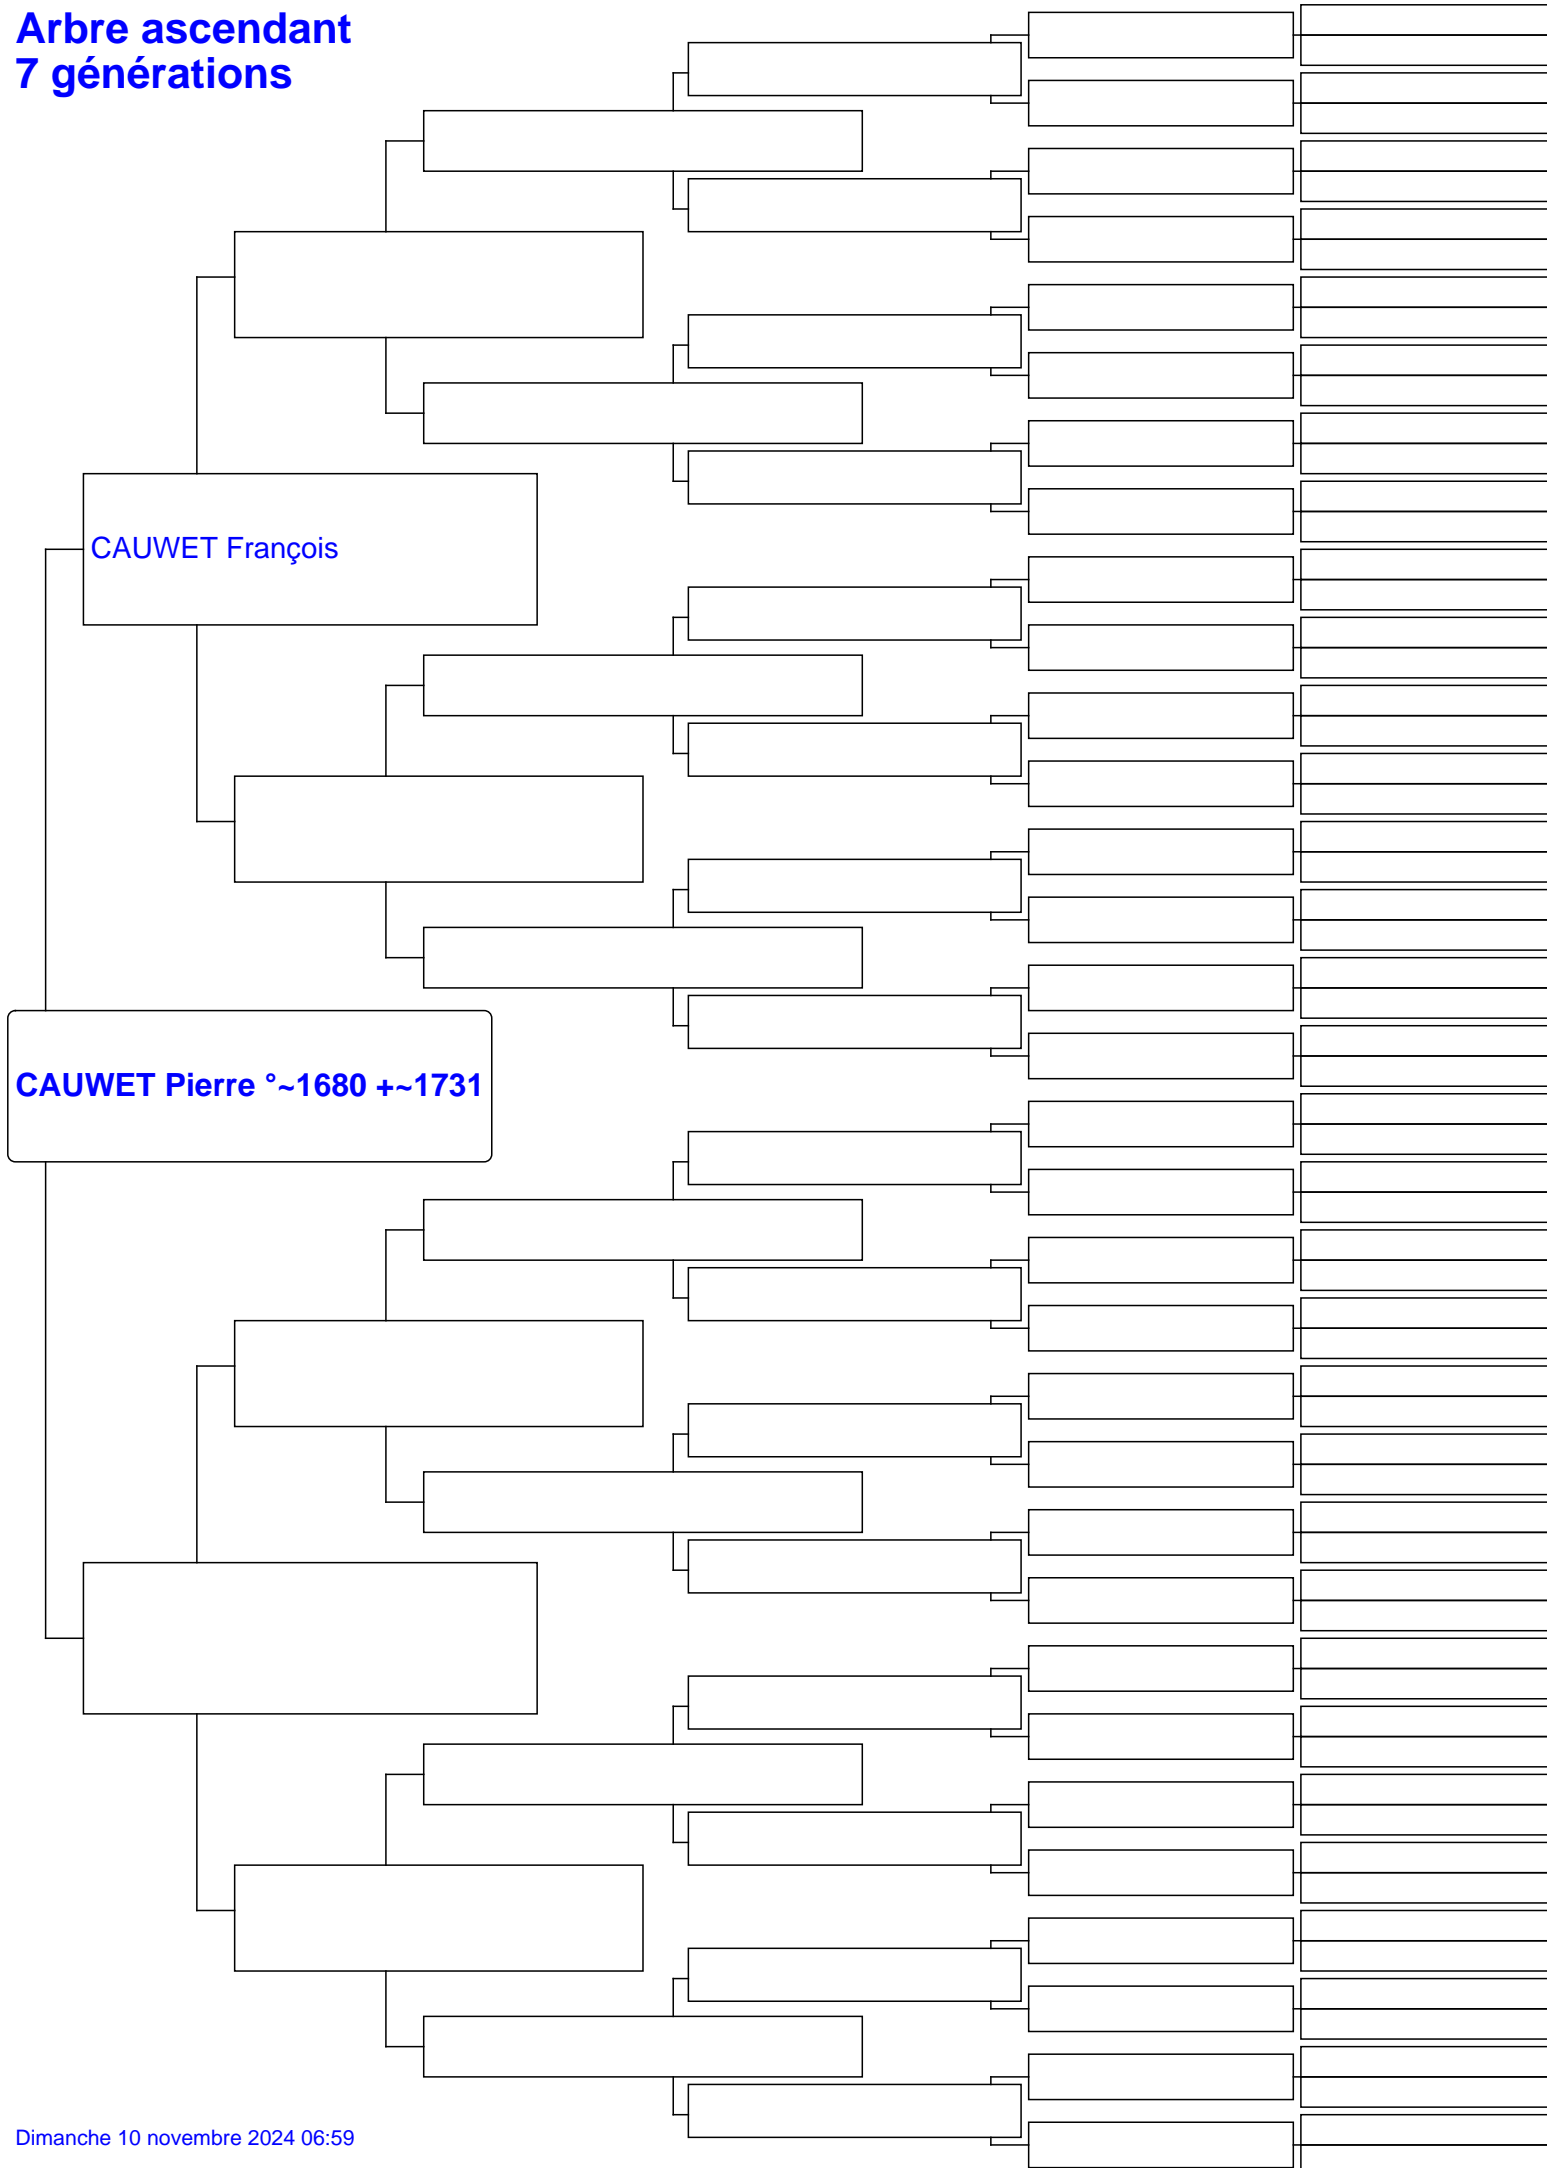 Arbre ascendant
7 générations
CAUWET François
CAUWET Pierre °~1680 +~1731
Dimanche 10 novembre 2024 06:59